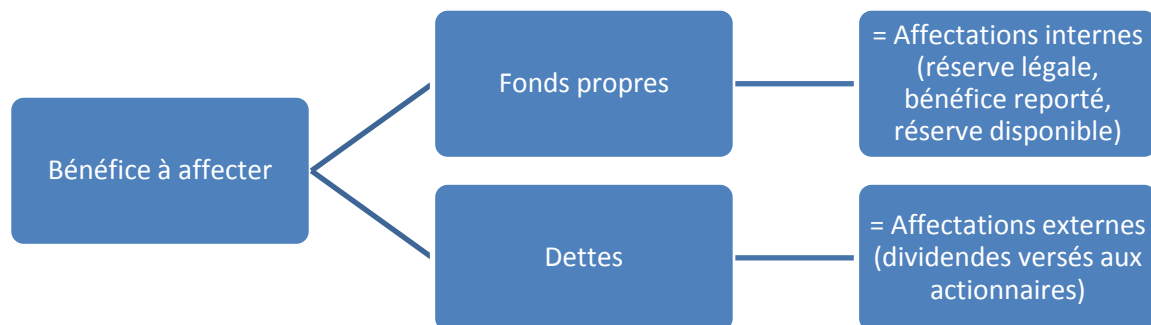 Bénéfice à affecter
Fonds propres
= Affectations internes
(réserve légale,
bénéfice reporté,
réserve disponible)
Dettes
= Affectations externes
(dividendes versés aux
actionnaires)